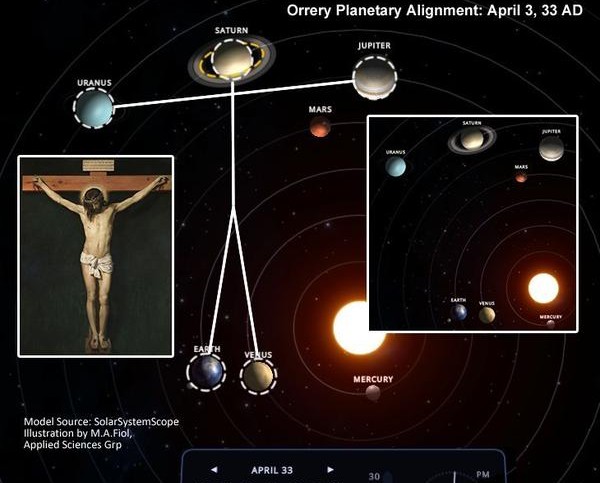 Orrery Planetary Alignment: April 3, 33 AD
SATURN
JUPITER
URANUS
MARS
SATURN
JUPITER
URANUS
MARS
EARTH
VENUS
MERCURY
EARTH
VENUS
MERCURY
Model Source: SolarSystemScope
Illustration by M.A.Fiol,
Applied Sciences Grp
◄ APRIL 33 ►
30
PM